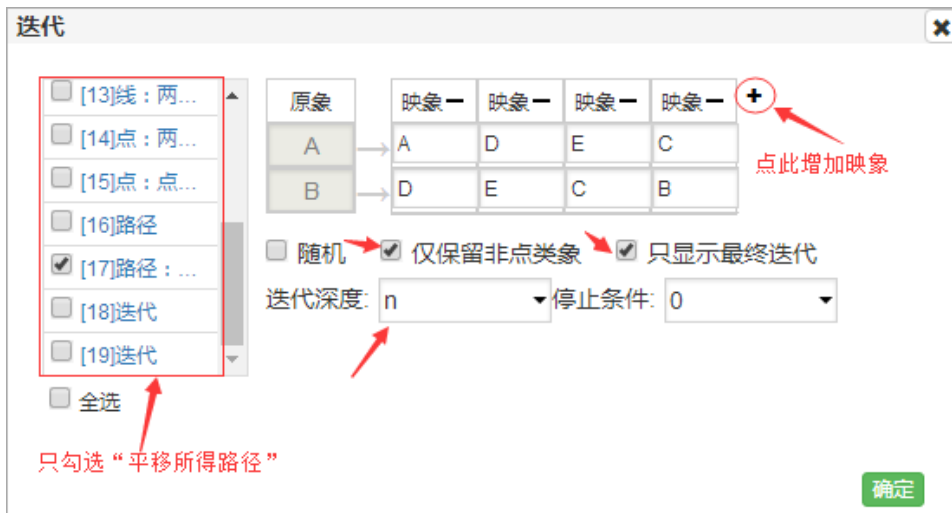 迭代
[13]线：两...
[14]点：两...
[15]点：点...
[16]路径
[17]路径：...
[18]迭代
[19]迭代
全选
只勾选“平移所得路径”
原象 映象 映象 映象 映象 +
A A D E C
B D E C B
点此增加映象
随机 仅保留非点类象 只显示最终迭代
迭代深度: n 停止条件: 0
确定